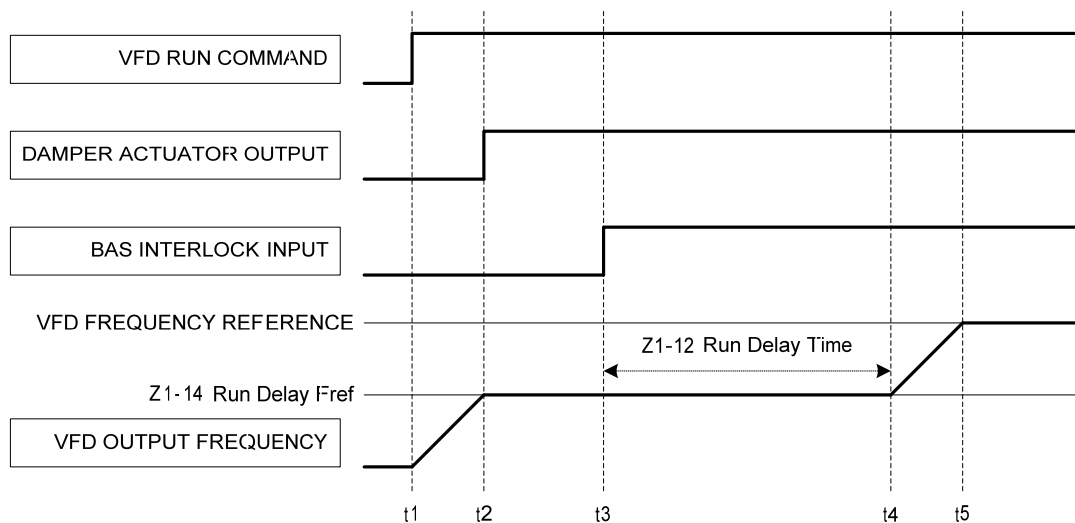 VFD RUN COMMAND
DAMPER ACTUATOR OUTPUT
BAS INTERLOCK INPUT
VFD FREQUENCY REFERENCE
Z1-12 Run Delay Time
Z1-14 Run Delay Fref
VFD OUTPUT FREQUENCY
t1 t2 t3 t4 t5